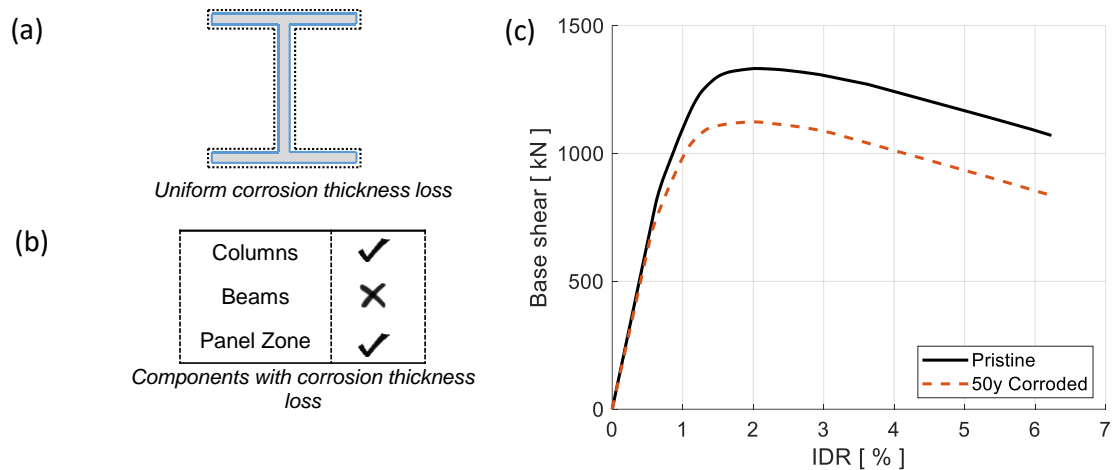 (a)
Uniform corrosion thickness loss
(b)
Columns
Beams
Panel Zone
Components with corrosion thickness
loss
(c)
1500
1000
500
0
Base shear [ kN ]
0 1 2 3 4 5 6 7
IDR [ % ]
Pristine
50y Corroded